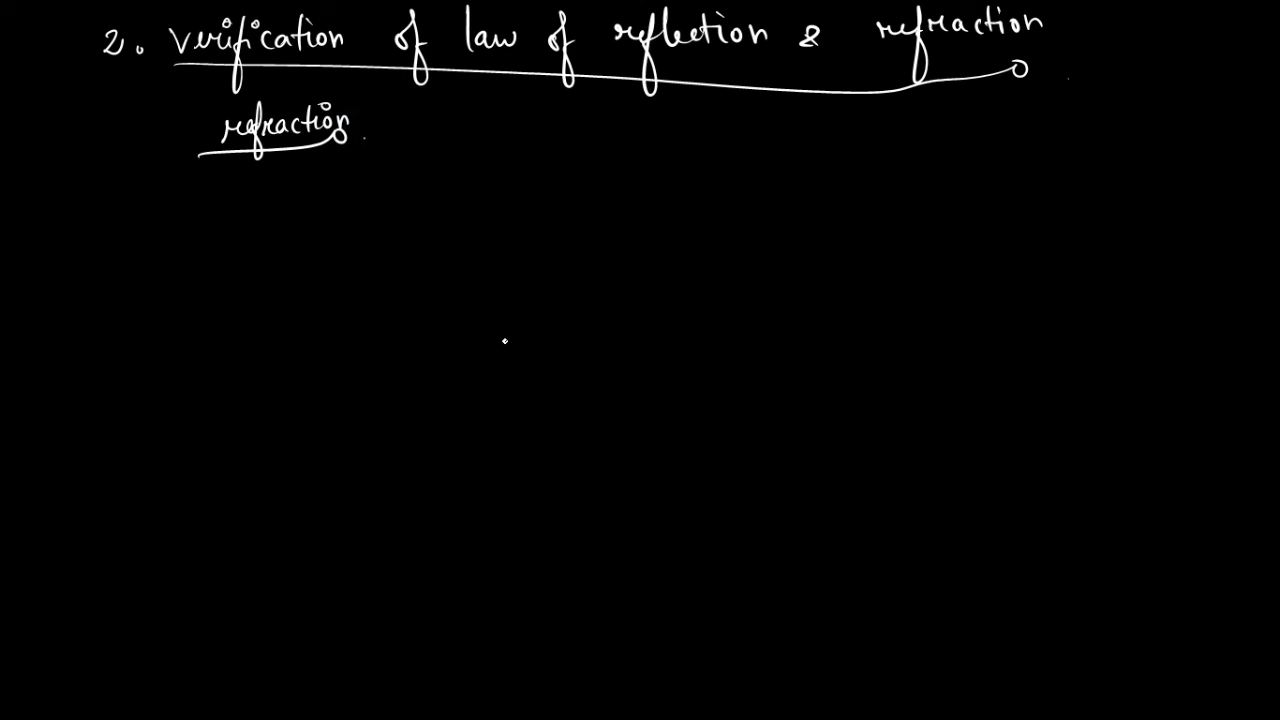 2. verification of law of reflection & refraction
refraction.